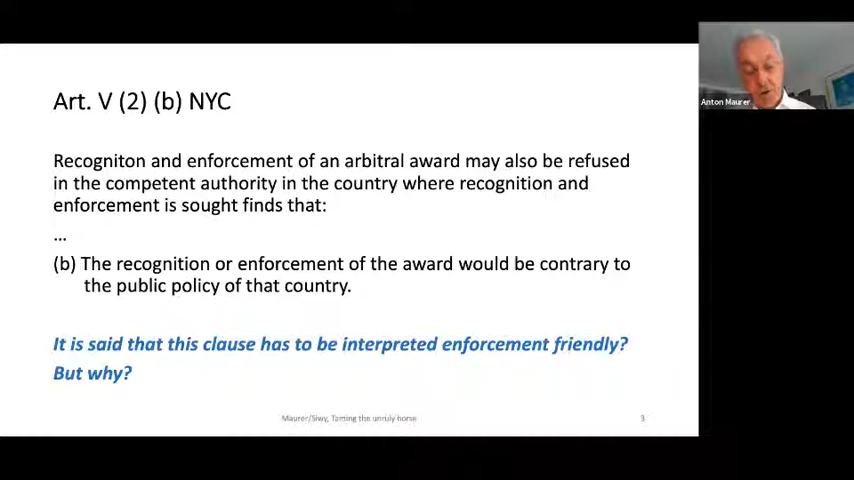 Art. V (2) (b) NYC
Anton Maurer
Recogniton and enforcement of an arbitral award may also be refused
in the competent authority in the country where recognition and
enforcement is sought finds that:
...
(b) The recognition or enforcement of the award would be contrary to
the public policy of that country.
It is said that this clause has to be interpreted enforcement friendly?
But why?
Maurer/Siwy, Taming the unruly horse
3